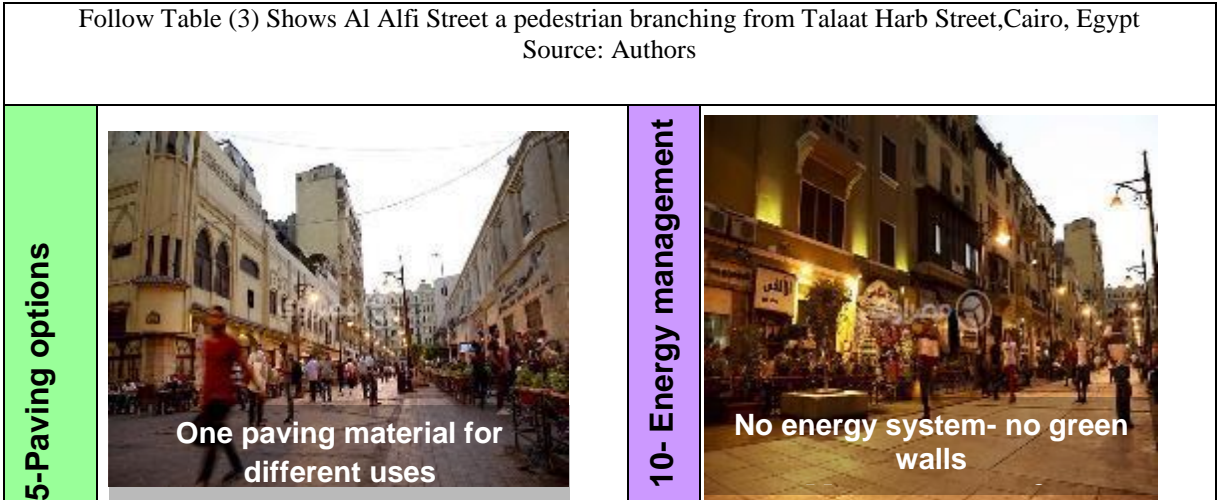 Follow Table (3) Shows Al Alfi Street a pedestrian branching from Talaat Harb Street,Cairo, Egypt
Source: Authors
5-Paving options
One paving material for
different uses
10- Energy management
No energy system- no green
walls